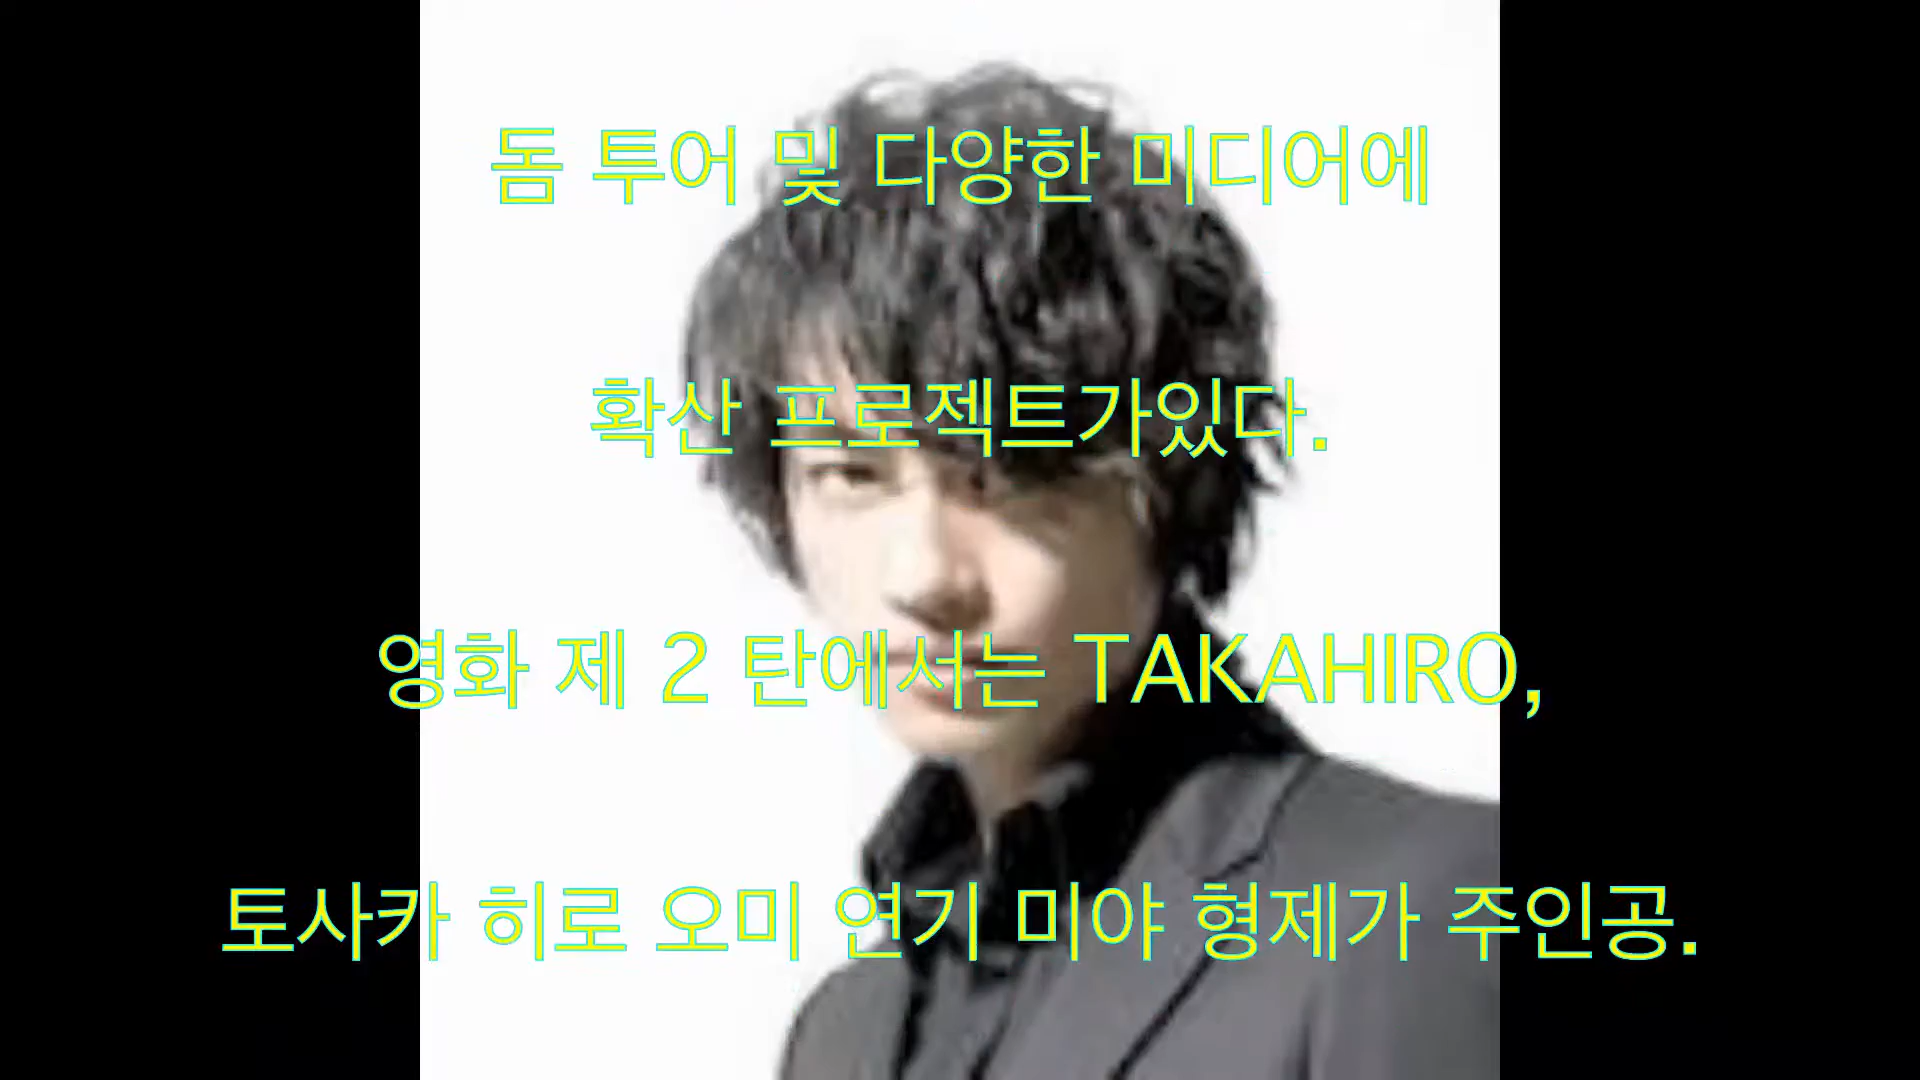 돔 투어 및 다양한 미디어에
확산 프로젝트가있다.
영화 제 2 탄에서는 TAKAHIRO,
토사카 히로 오미 연기 미야 형제가 주인공.